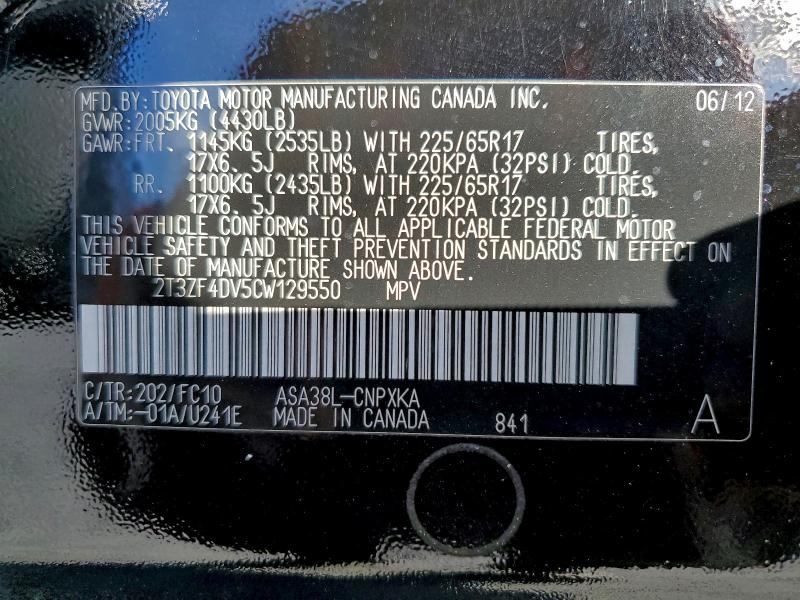 MFD. BY: TOYOTA MOTOR MANUFACTURING CANADA INC. 06/12
GVWR: 2005KG (4430LB)
GAWR: FRT. 1145KG (2535LB) WITH 225/65R17 TIRES,
17X6. 5J RIMS, AT 220KPA (32PSI) COLD.
RR. 1100KG (2435LB) WITH 225/65R17 TIRES,
17X6. 5J RIMS, AT 220KPA (32PSI) COLD.
THIS VEHICLE CONFORMS TO ALL APPLICABLE FEDERAL MOTOR
VEHICLE SAFETY AND THEFT PREVENTION STANDARDS IN EFFECT ON
THE DATE OF MANUFACTURE SHOWN ABOVE.
2T3ZF4DV5CW129550 MPV
C/TR: 202/FC10 ASA38L-CNPXKA
A/TM: -01A/U241E MADE IN CANADA 841 A